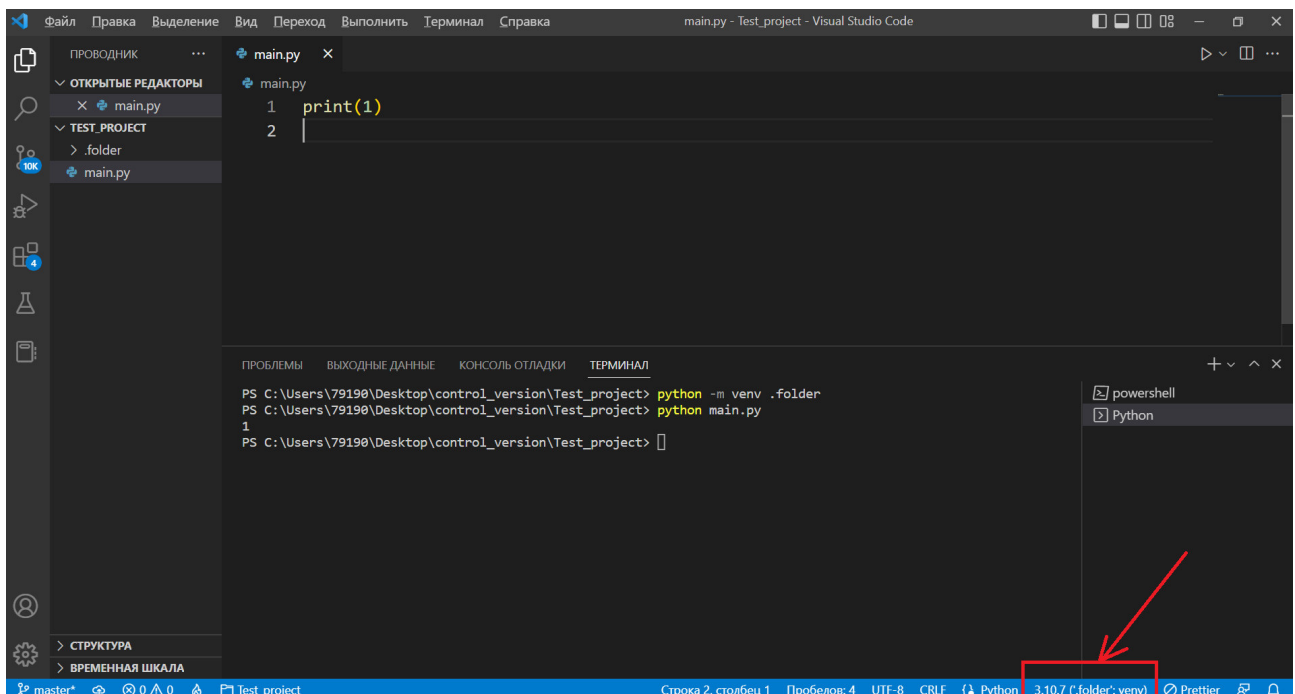 Файл Правка Выделение Вид Переход Выполнить Терминал Справка main.py - Test_project - Visual Studio Code
ПРОВОДНИК ··· main.py ×
ОТКРЫТЫЕ РЕДАКТОРЫ main.py
× main.py 1 print(1)
TEST_PROJECT 2
> .folder
10K
main.py
4
ПРОБЛЕМЫ ВЫХОДНЫЕ ДАННЫЕ КОНСОЛЬ ОТЛАДКИ ТЕРМИНАЛ
PS C:\Users\79190\Desktop\control_version\Test_project> python -m venv .folder powershell
PS C:\Users\79190\Desktop\control_version\Test_project> python main.py Python
1
PS C:\Users\79190\Desktop\control_version\Test_project>
> СТРУКТУРА
> ВРЕМЕННАЯ ШКАЛА
master* 0 0 Test_project Строка 2, столбец 1 Пробелов: 4 UTF-8 CRLF Python 3.10.7 ('.folder': venv) Prettier